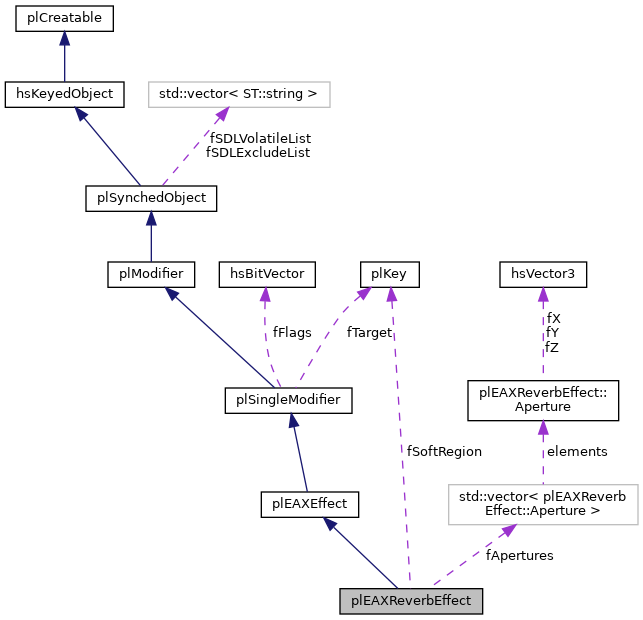 plCreatable
hsKeyedObject
std::vector< ST::string >
fSDLVolatileList
fSDLExcludeList
plSynchedObject
plModifier
hsBitVector
plKey
hsVector3
fX
fY
fZ
fFlags
fTarget
plSingleModifier
plEAXReverbEffect::
Aperture
fSoftRegion
elements
plEAXEffect
std::vector< plEAXReverb
Effect::Aperture >
fApertures
plEAXReverbEffect